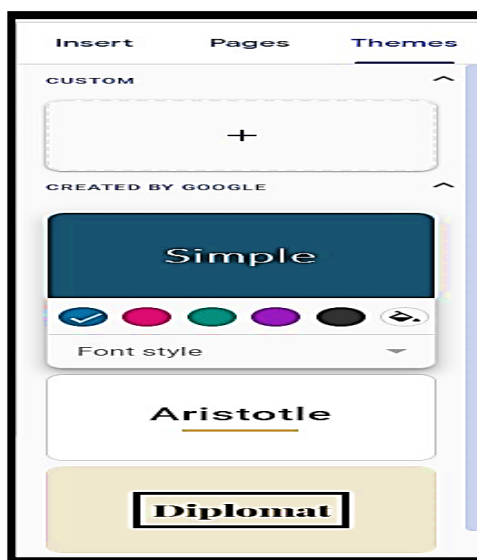 Insert Pages Themes
CUSTOM
+
CREATED BY GOOGLE
Simple
Font style
Aristotle
Diplomat